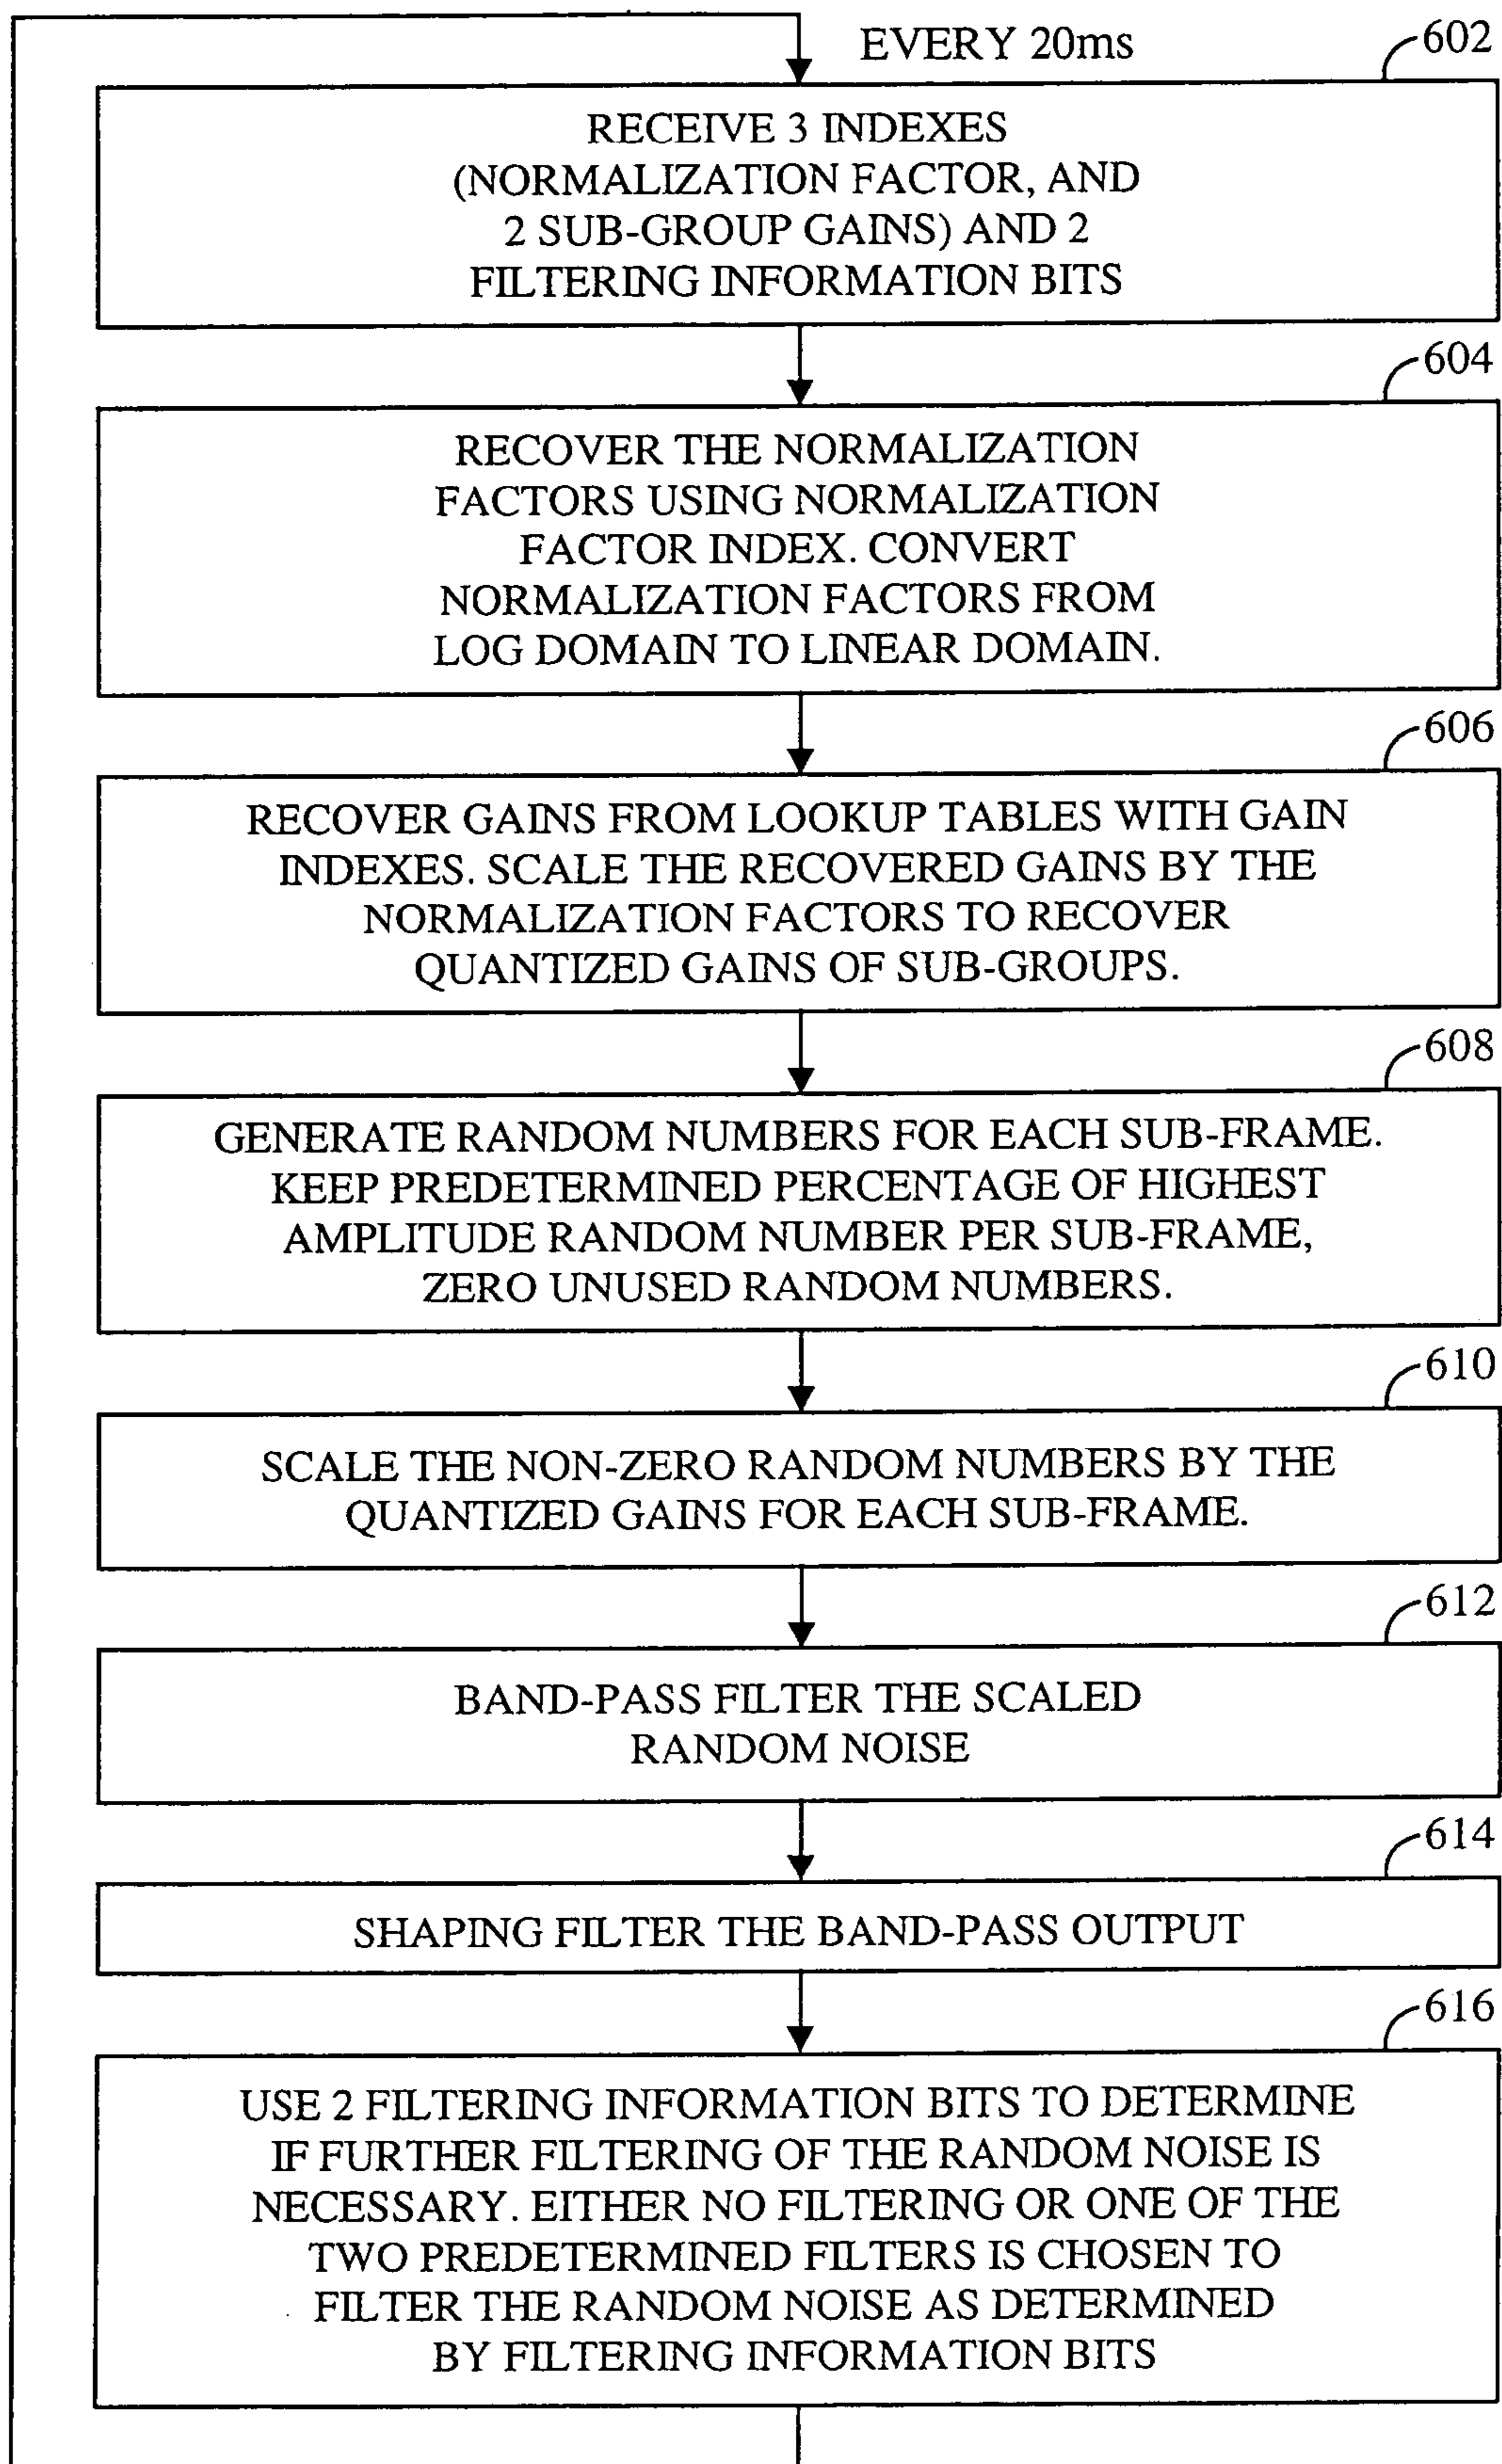 EVERY 20ms
602
RECEIVE 3 INDEXES
(NORMALIZATION FACTOR, AND
2 SUB-GROUP GAINS) AND 2
FILTERING INFORMATION BITS
604
RECOVER THE NORMALIZATION
FACTORS USING NORMALIZATION
FACTOR INDEX. CONVERT
NORMALIZATION FACTORS FROM
LOG DOMAIN TO LINEAR DOMAIN.
606
RECOVER GAINS FROM LOOKUP TABLES WITH GAIN
INDEXES. SCALE THE RECOVERED GAINS BY THE
NORMALIZATION FACTORS TO RECOVER
QUANTIZED GAINS OF SUB-GROUPS.
608
GENERATE RANDOM NUMBERS FOR EACH SUB-FRAME.
KEEP PREDETERMINED PERCENTAGE OF HIGHEST
AMPLITUDE RANDOM NUMBER PER SUB-FRAME,
ZERO UNUSED RANDOM NUMBERS.
610
SCALE THE NON-ZERO RANDOM NUMBERS BY THE
QUANTIZED GAINS FOR EACH SUB-FRAME.
612
BAND-PASS FILTER THE SCALED
RANDOM NOISE
614
SHAPING FILTER THE BAND-PASS OUTPUT
616
USE 2 FILTERING INFORMATION BITS TO DETERMINE
IF FURTHER FILTERING OF THE RANDOM NOISE IS
NECESSARY. EITHER NO FILTERING OR ONE OF THE
TWO PREDETERMINED FILTERS IS CHOSEN TO
FILTER THE RANDOM NOISE AS DETERMINED
BY FILTERING INFORMATION BITS